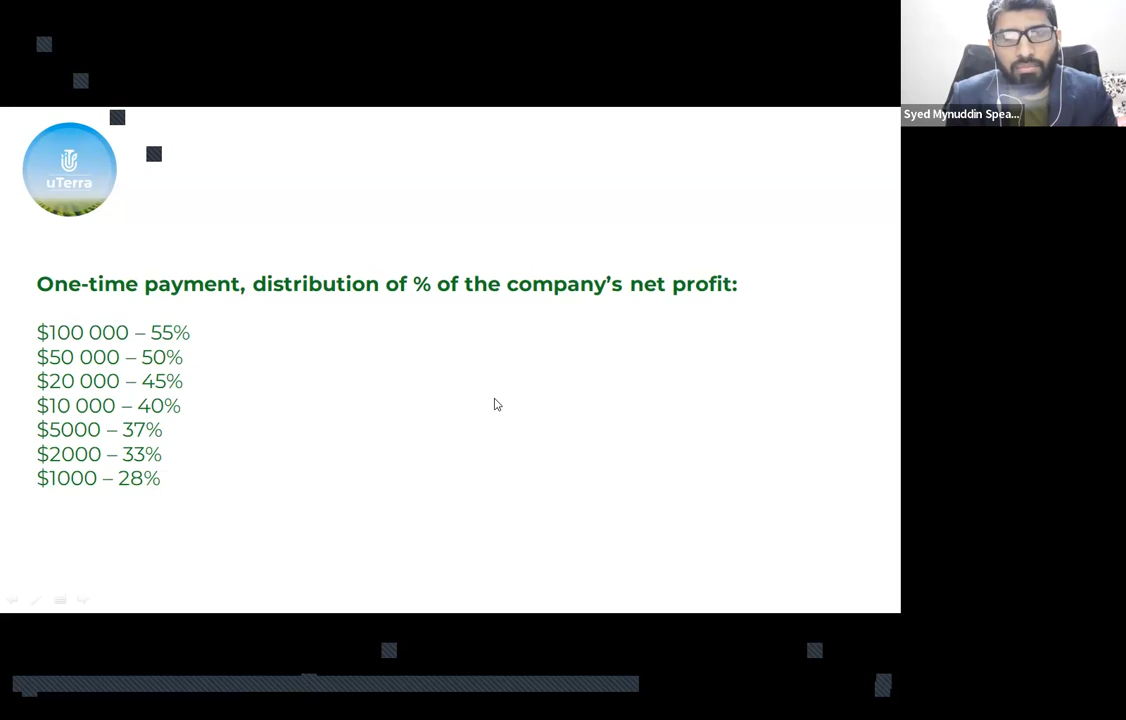 Syed Mynuddin Spea...
uTerra
One-time payment, distribution of % of the company’s net profit:
$100 000 – 55%
$50 000 – 50%
$20 000 – 45%
$10 000 – 40%
$5000 – 37%
$2000 – 33%
$1000 – 28%